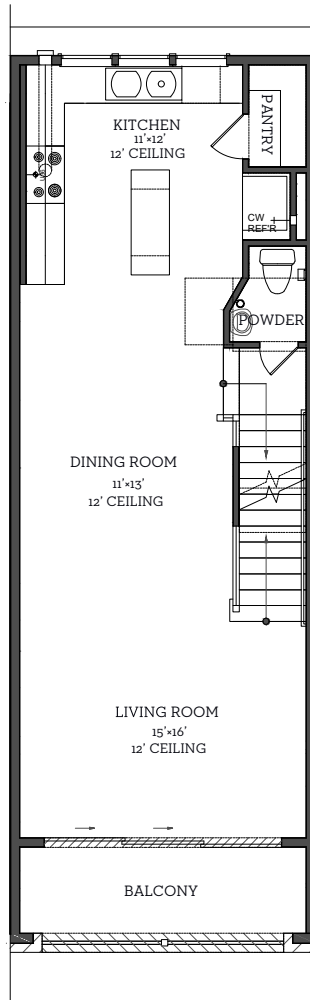 KITCHEN
11'×12'
12' CEILING
PANTRY
CW
REF'R
POWDER
DINING ROOM
11'×13'
12' CEILING
LIVING ROOM
15'×16'
12' CEILING
BALCONY